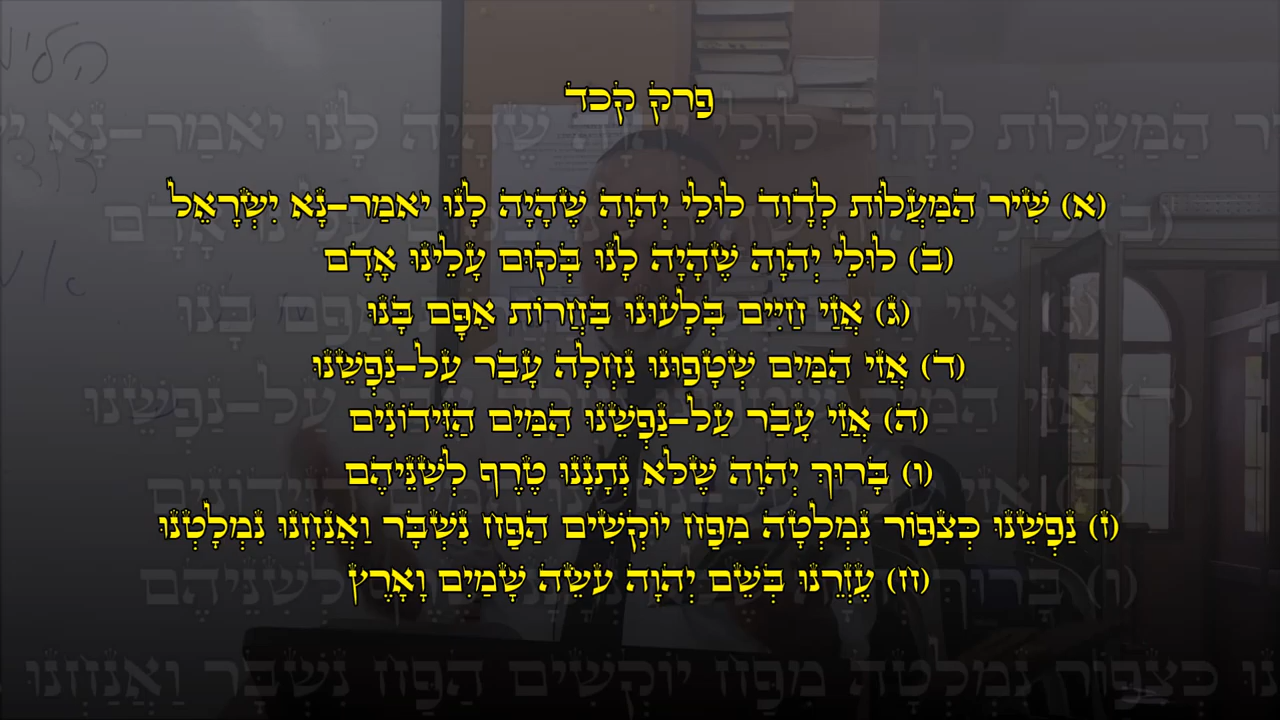 פרק קכד
(א) שִׁיר הַמַּעֲלוֹת לְדָוִד לוּלֵי יְהוָה שֶׁהָיָה לָנוּ יֹאמַר-נָא יִשְׂרָאֵל
(ב) לוּלֵי יְהוָה שֶׁהָיָה לָנוּ בְּקוּם עָלֵינוּ אָדָם
(ג) אֲזַי חַיִּים בְּלָעוּנוּ בַּחֲרוֹת אַפָּם בָּנוּ
(ד) אֲזַי הַמַּיִם שְׁטָפוּנוּ נַחְלָה עָבַר עַל-נַפְשֵׁנוּ
(ה) אֲזַי עָבַר עַל-נַפְשֵׁנוּ הַמַּיִם הַזֵּידוֹנִים
(ו) בָּרוּךְ יְהוָה שֶׁלֹּא נְתָנָנוּ טֶרֶף לְשִׁנֵּיהֶם
(ז) נַפְשֵׁנוּ כְּצִפּוֹר נִמְלְטָה מִפַּח יוֹקְשִׁים הַפַּח נִשְׁבָּר וַאֲנַחְנוּ נִמְלָטְנוּ
(ח) עֶזְרֵנוּ בְּשֵׁם יְהוָה עֹשֵׂה שָׁמַיִם וָאָרֶץ